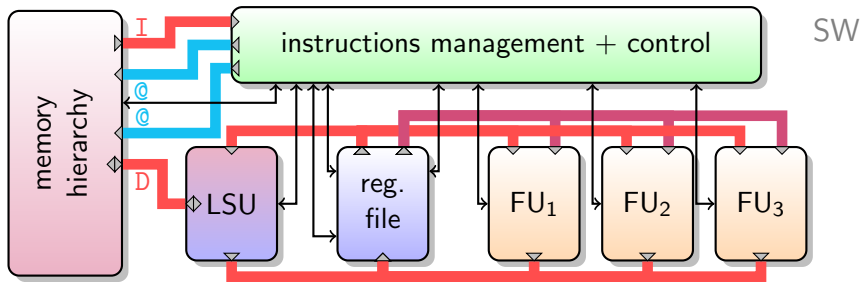 I
instructions management + control
SW
@
@
memory
hierarchy
D
LSU
reg.
file
FU₁
FU₂
FU₃